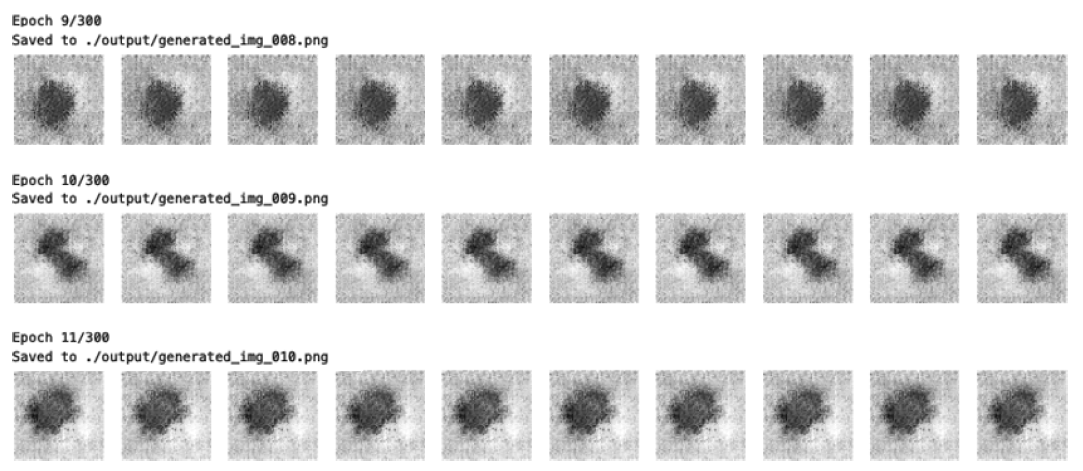 Epoch 9/300
Saved to ./output/generated_img_008.png
Epoch 10/300
Saved to ./output/generated_img_009.png
Epoch 11/300
Saved to ./output/generated_img_010.png